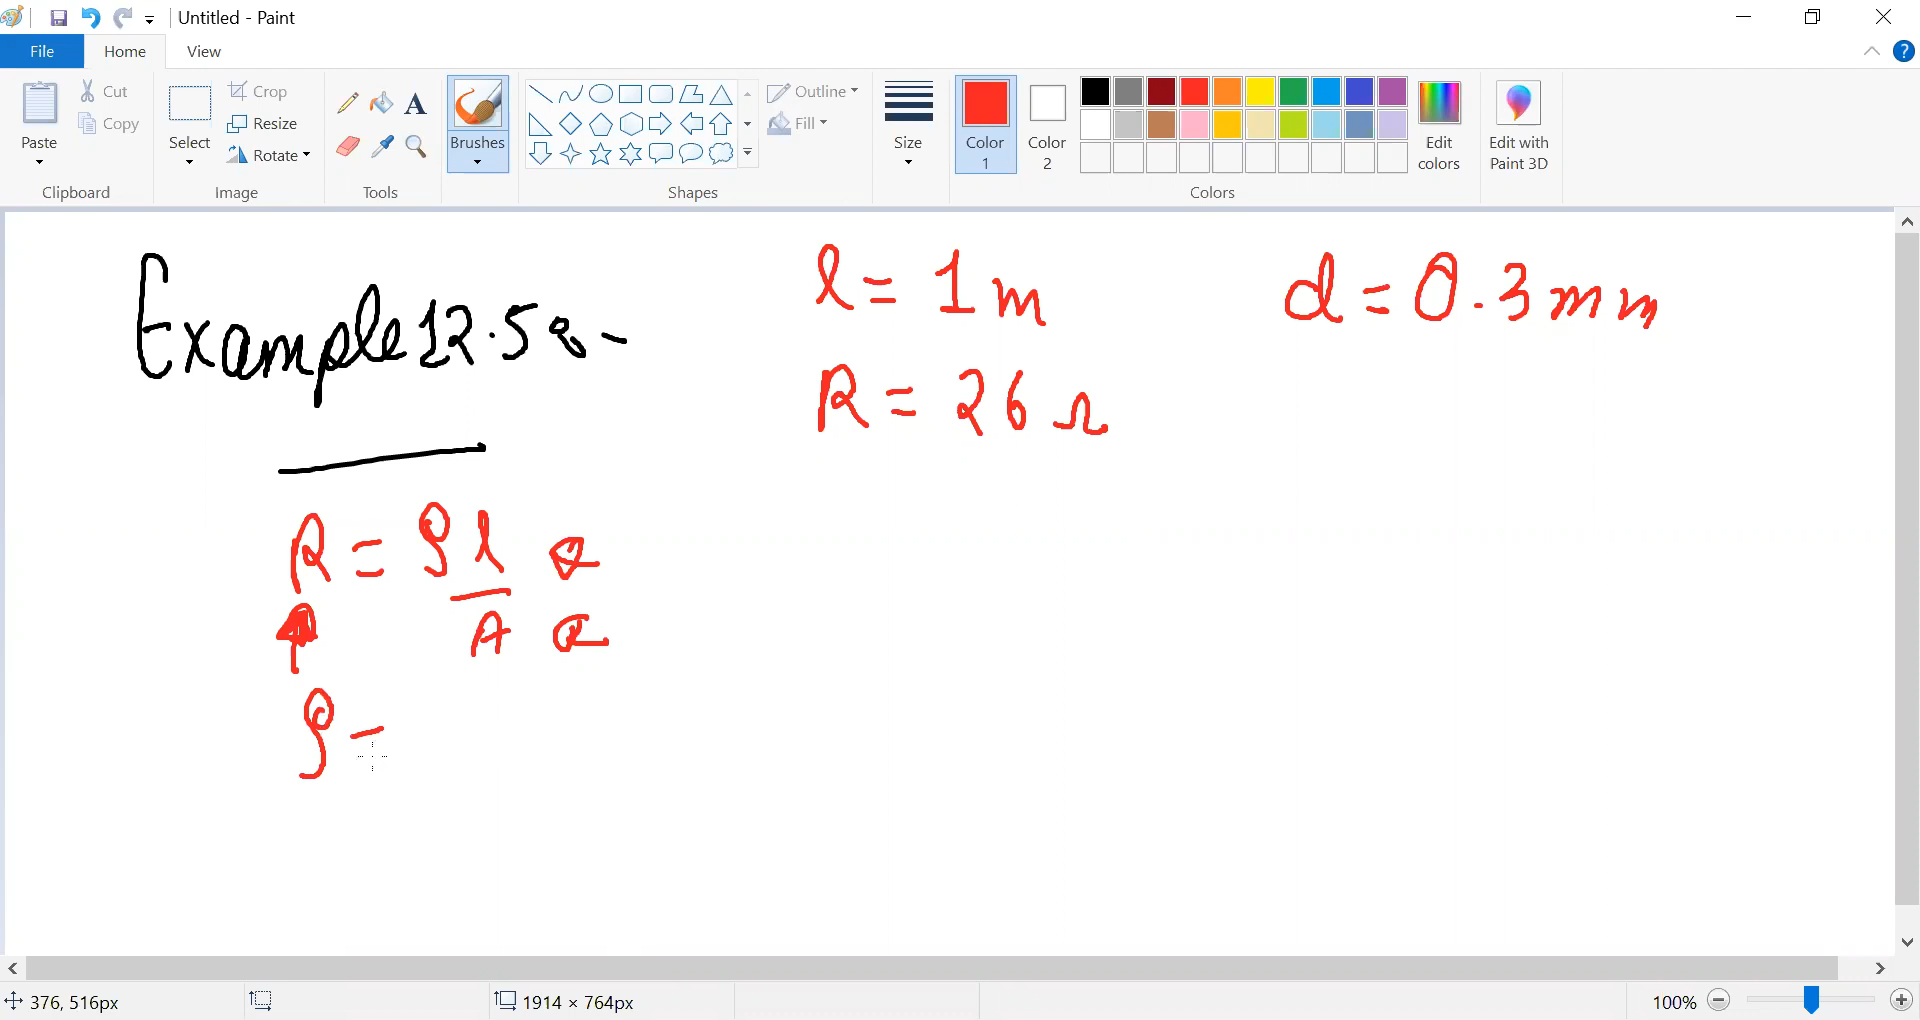 Untitled - Paint
File Home View
Cut
Copy
Paste
Clipboard
Select
Crop
Resize
Rotate
Image
A
Tools
Brushes
Shapes
Outline
Fill
Size
Color 1
Color 2
Colors
Edit colors
Edit with Paint 3D
?
Example 12.5 :-
l = 1 m
d = 0.3 mm
R = 26 Ω
R = ρ l
A
ρ -
376, 516px
1914 × 764px
100%